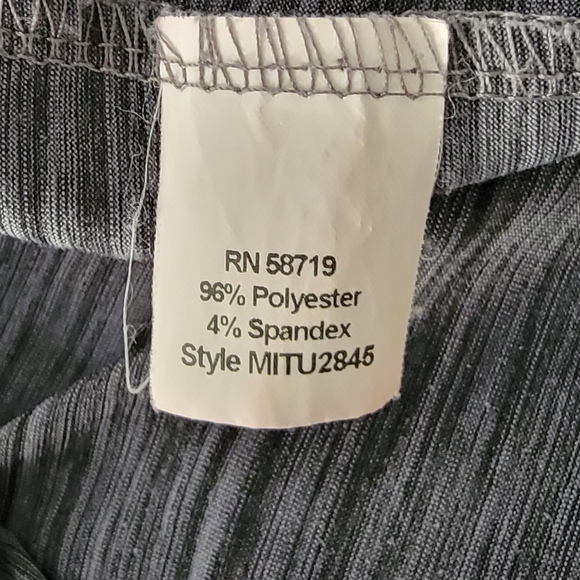 RN 58719
96% Polyester
4% Spandex
Style MITU2845